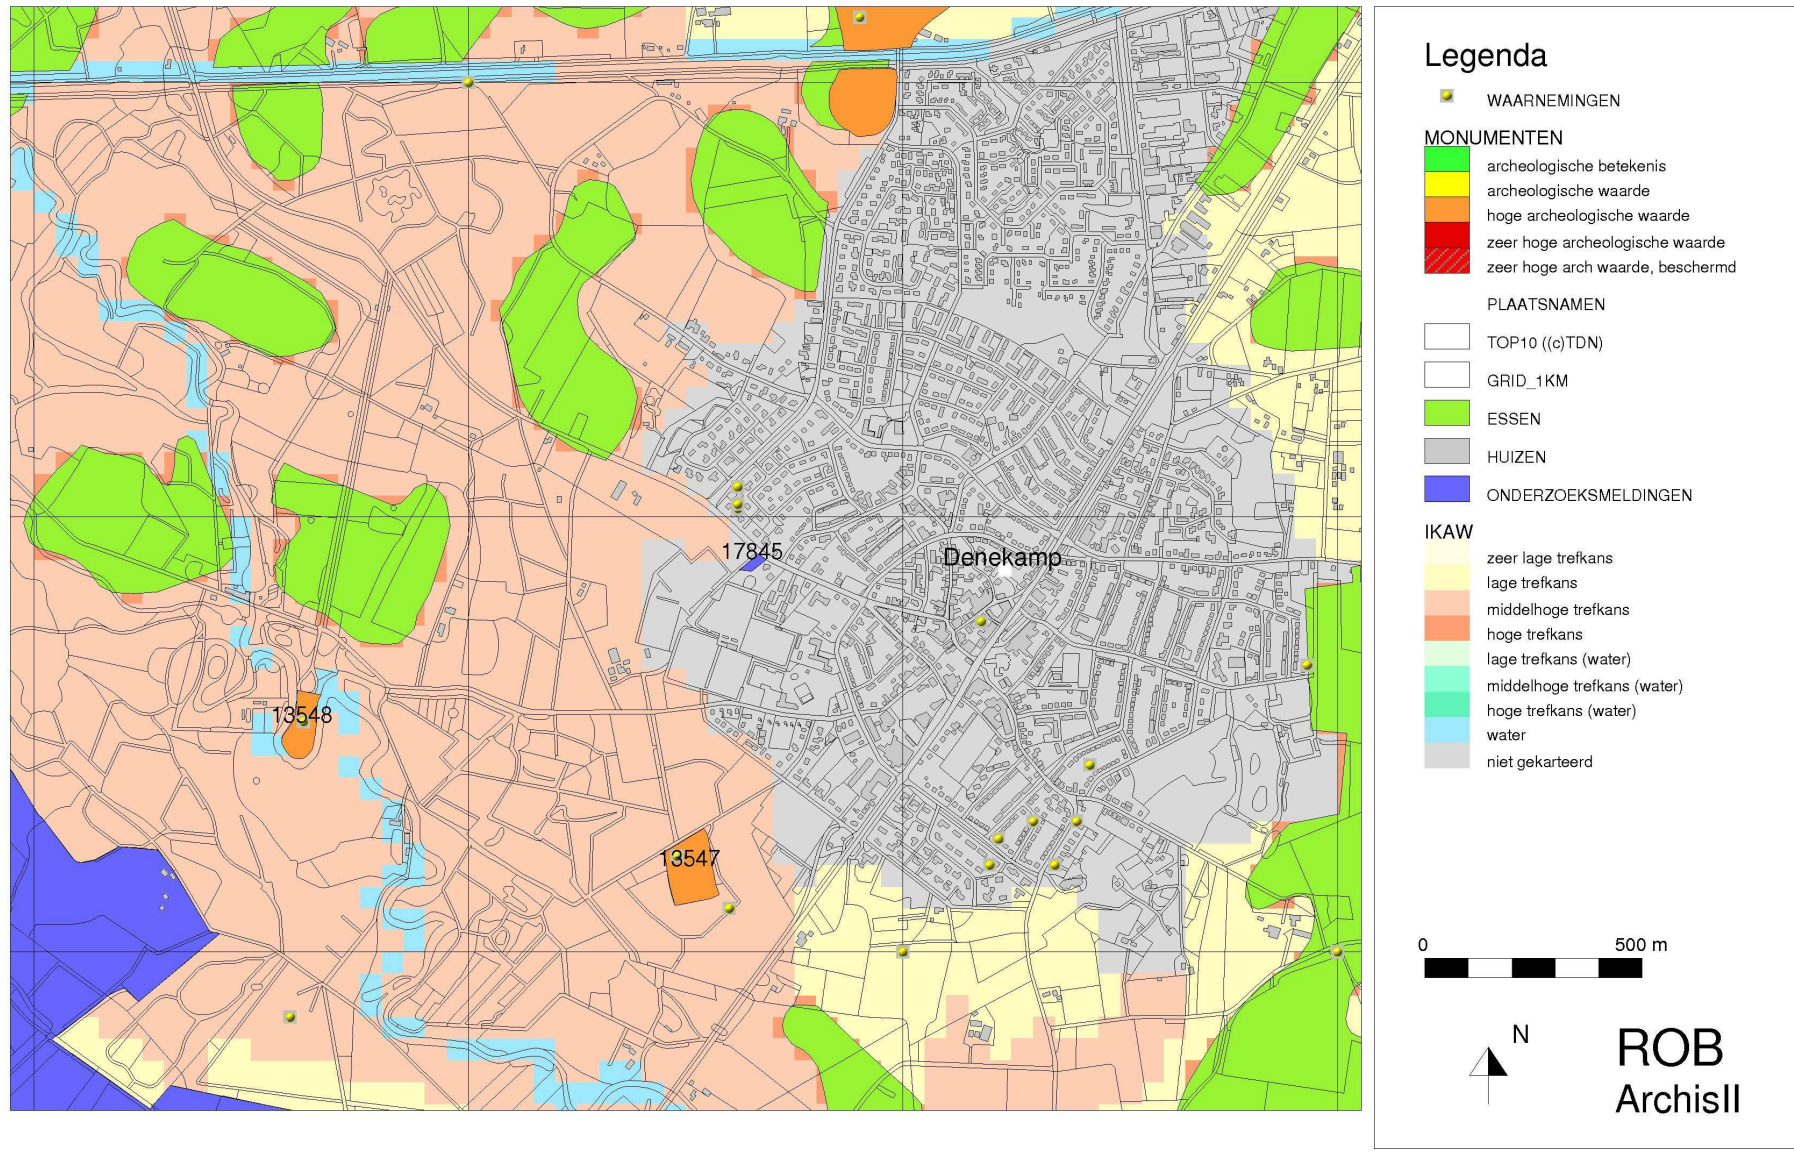 17845
Denekamp
13548
13547
Legenda
WAARNEMINGEN
MONUMENTEN
archeologische betekenis
archeologische waarde
hoge archeologische waarde
zeer hoge archeologische waarde
zeer hoge arch waarde, beschermd
PLAATSNAMEN
TOP10 ((c)TDN)
GRID_1KM
ESSEN
HUIZEN
ONDERZOEKSMELDINGEN
IKAW
zeer lage trefkans
lage trefkans
middelhoge trefkans
hoge trefkans
lage trefkans (water)
middelhoge trefkans (water)
hoge trefkans (water)
water
niet gekarteerd
0 500 m
N
ROB
ArchisII